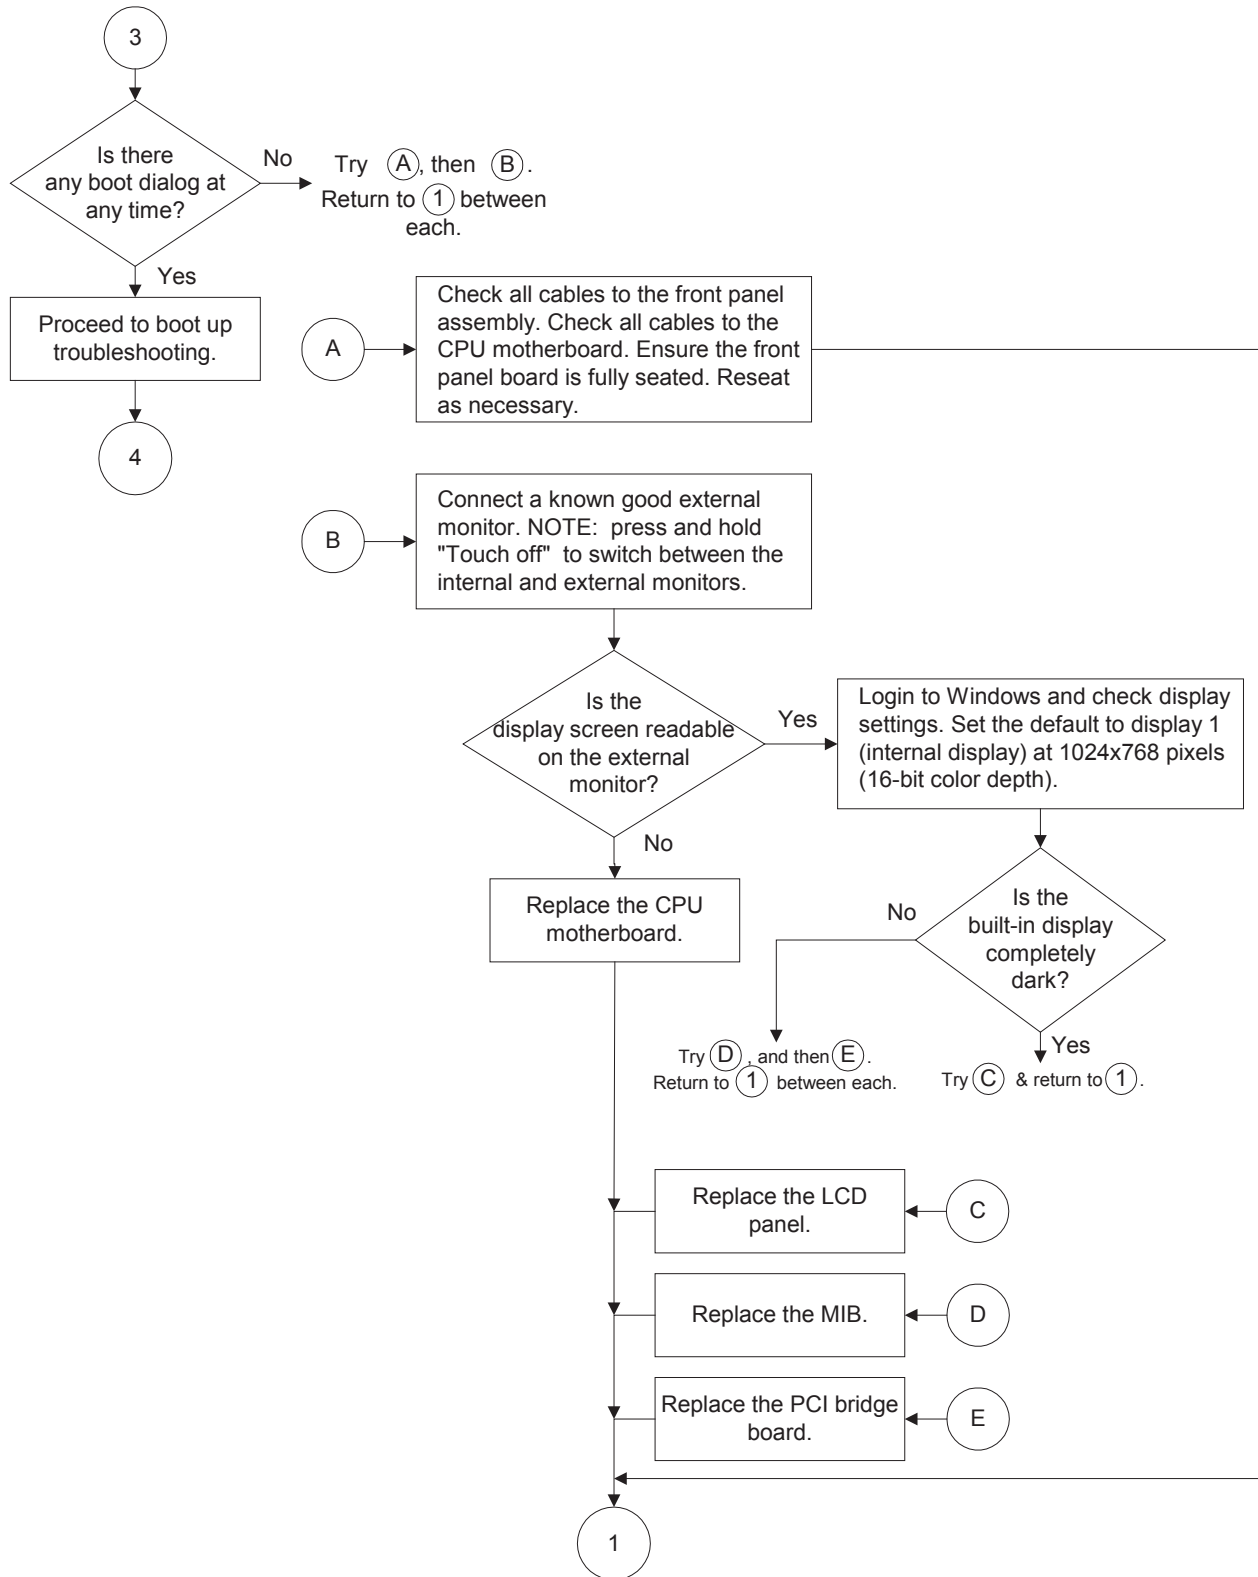 3
Is there
any boot dialog at
any time?
No
Try A, then B.
Return to 1 between
each.
Yes
Proceed to boot up
troubleshooting.
4
A
Check all cables to the front panel
assembly. Check all cables to the
CPU motherboard. Ensure the front
panel board is fully seated. Reseat
as necessary.
B
Connect a known good external
monitor. NOTE:  press and hold
"Touch off"  to switch between the
internal and external monitors.
Is the
display screen readable
on the external
monitor?
Yes
Login to Windows and check display
settings. Set the default to display 1
(internal display) at 1024x768 pixels
(16-bit color depth).
No
Replace the CPU
motherboard.
Is the
built-in display
completely
dark?
No
Try D, and then E.
Return to 1 between each.
Yes
Try C & return to 1.
Replace the LCD
panel.
C
Replace the MIB.
D
Replace the PCI bridge
board.
E
1